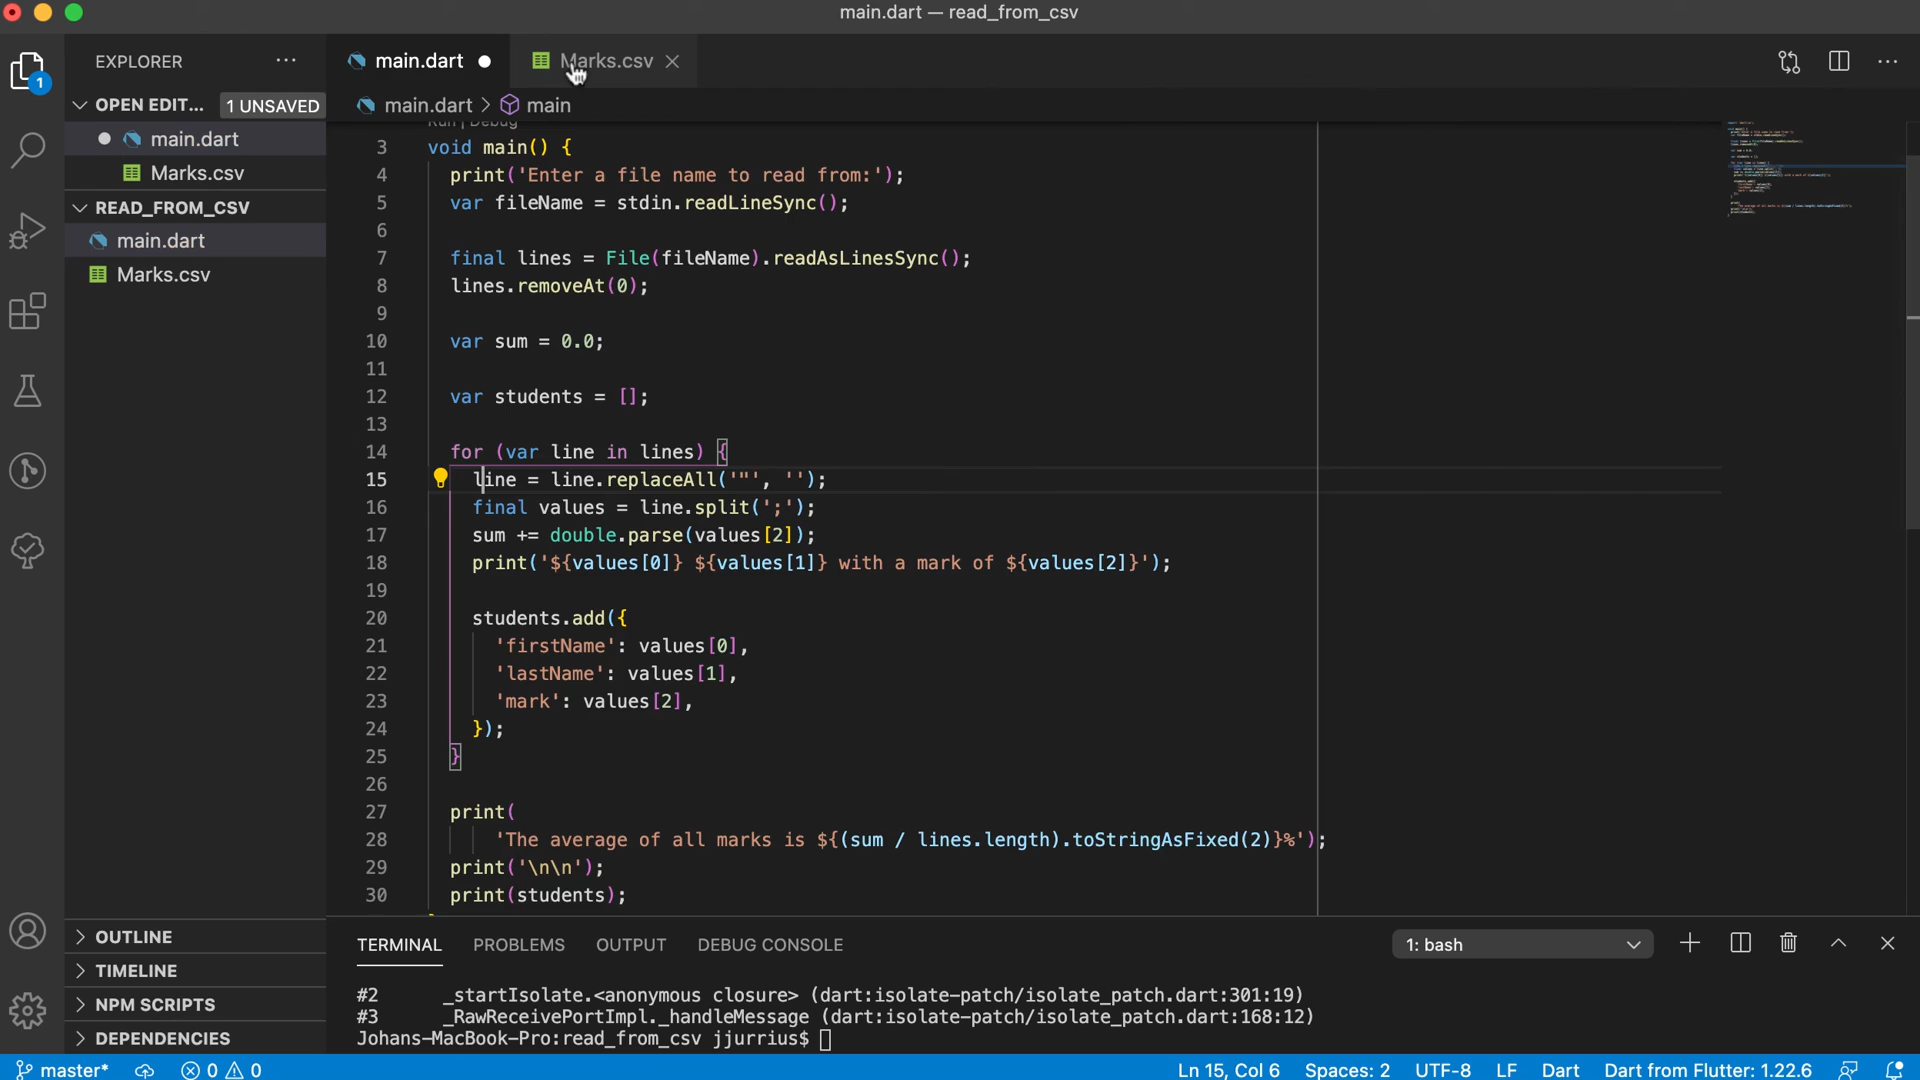 main.dart — read_from_csv
EXPLORER
main.dart
Marks.csv
1
OPEN EDIT... 1 UNSAVED
main.dart
Marks.csv
READ_FROM_CSV
main.dart
Marks.csv
OUTLINE
TIMELINE
NPM SCRIPTS
DEPENDENCIES
main.dart > main
Run | Debug
3 void main() {
4 print('Enter a file name to read from:');
5 var fileName = stdin.readLineSync();
6
7 final lines = File(fileName).readAsLinesSync();
8 lines.removeAt(0);
9
10 var sum = 0.0;
11
12 var students = [];
13
14 for (var line in lines) {
15 line = line.replaceAll('"', '');
16 final values = line.split(';');
17 sum += double.parse(values[2]);
18 print('${values[0]} ${values[1]} with a mark of ${values[2]}');
19
20 students.add({
21 'firstName': values[0],
22 'lastName': values[1],
23 'mark': values[2],
24 });
25 }
26
27 print(
28 'The average of all marks is ${(sum / lines.length).toStringAsFixed(2)}%');
29 print('\n\n');
30 print(students);
TERMINAL PROBLEMS OUTPUT DEBUG CONSOLE
1: bash
#2 _startIsolate.<anonymous closure> (dart:isolate-patch/isolate_patch.dart:301:19)
#3 _RawReceivePortImpl._handleMessage (dart:isolate-patch/isolate_patch.dart:168:12)
Johans-MacBook-Pro:read_from_csv jjurrius$
master* 0 0 Ln 15, Col 6 Spaces: 2 UTF-8 LF Dart Dart from Flutter: 1.22.6